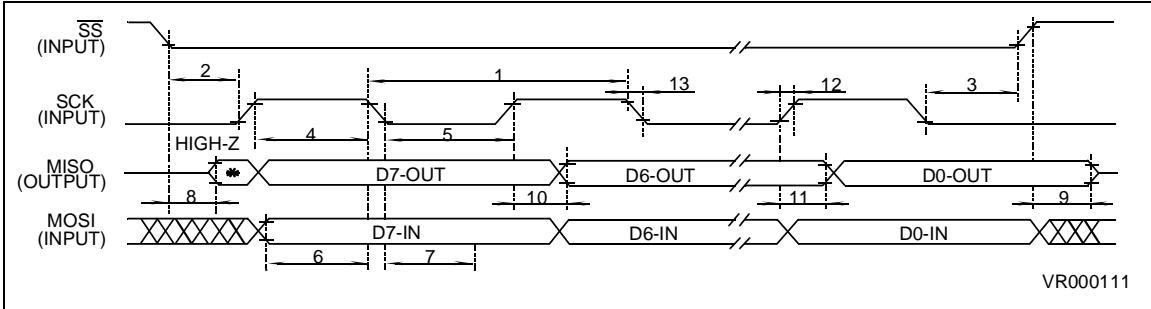 SS
(INPUT)
2
1
13
12
3
SCK
(INPUT)
4
5
HIGH-Z
MISO
(OUTPUT)
D7-OUT
D6-OUT
D0-OUT
8
10
11
9
MOSI
(INPUT)
D7-IN
D6-IN
D0-IN
6
7
VR000111